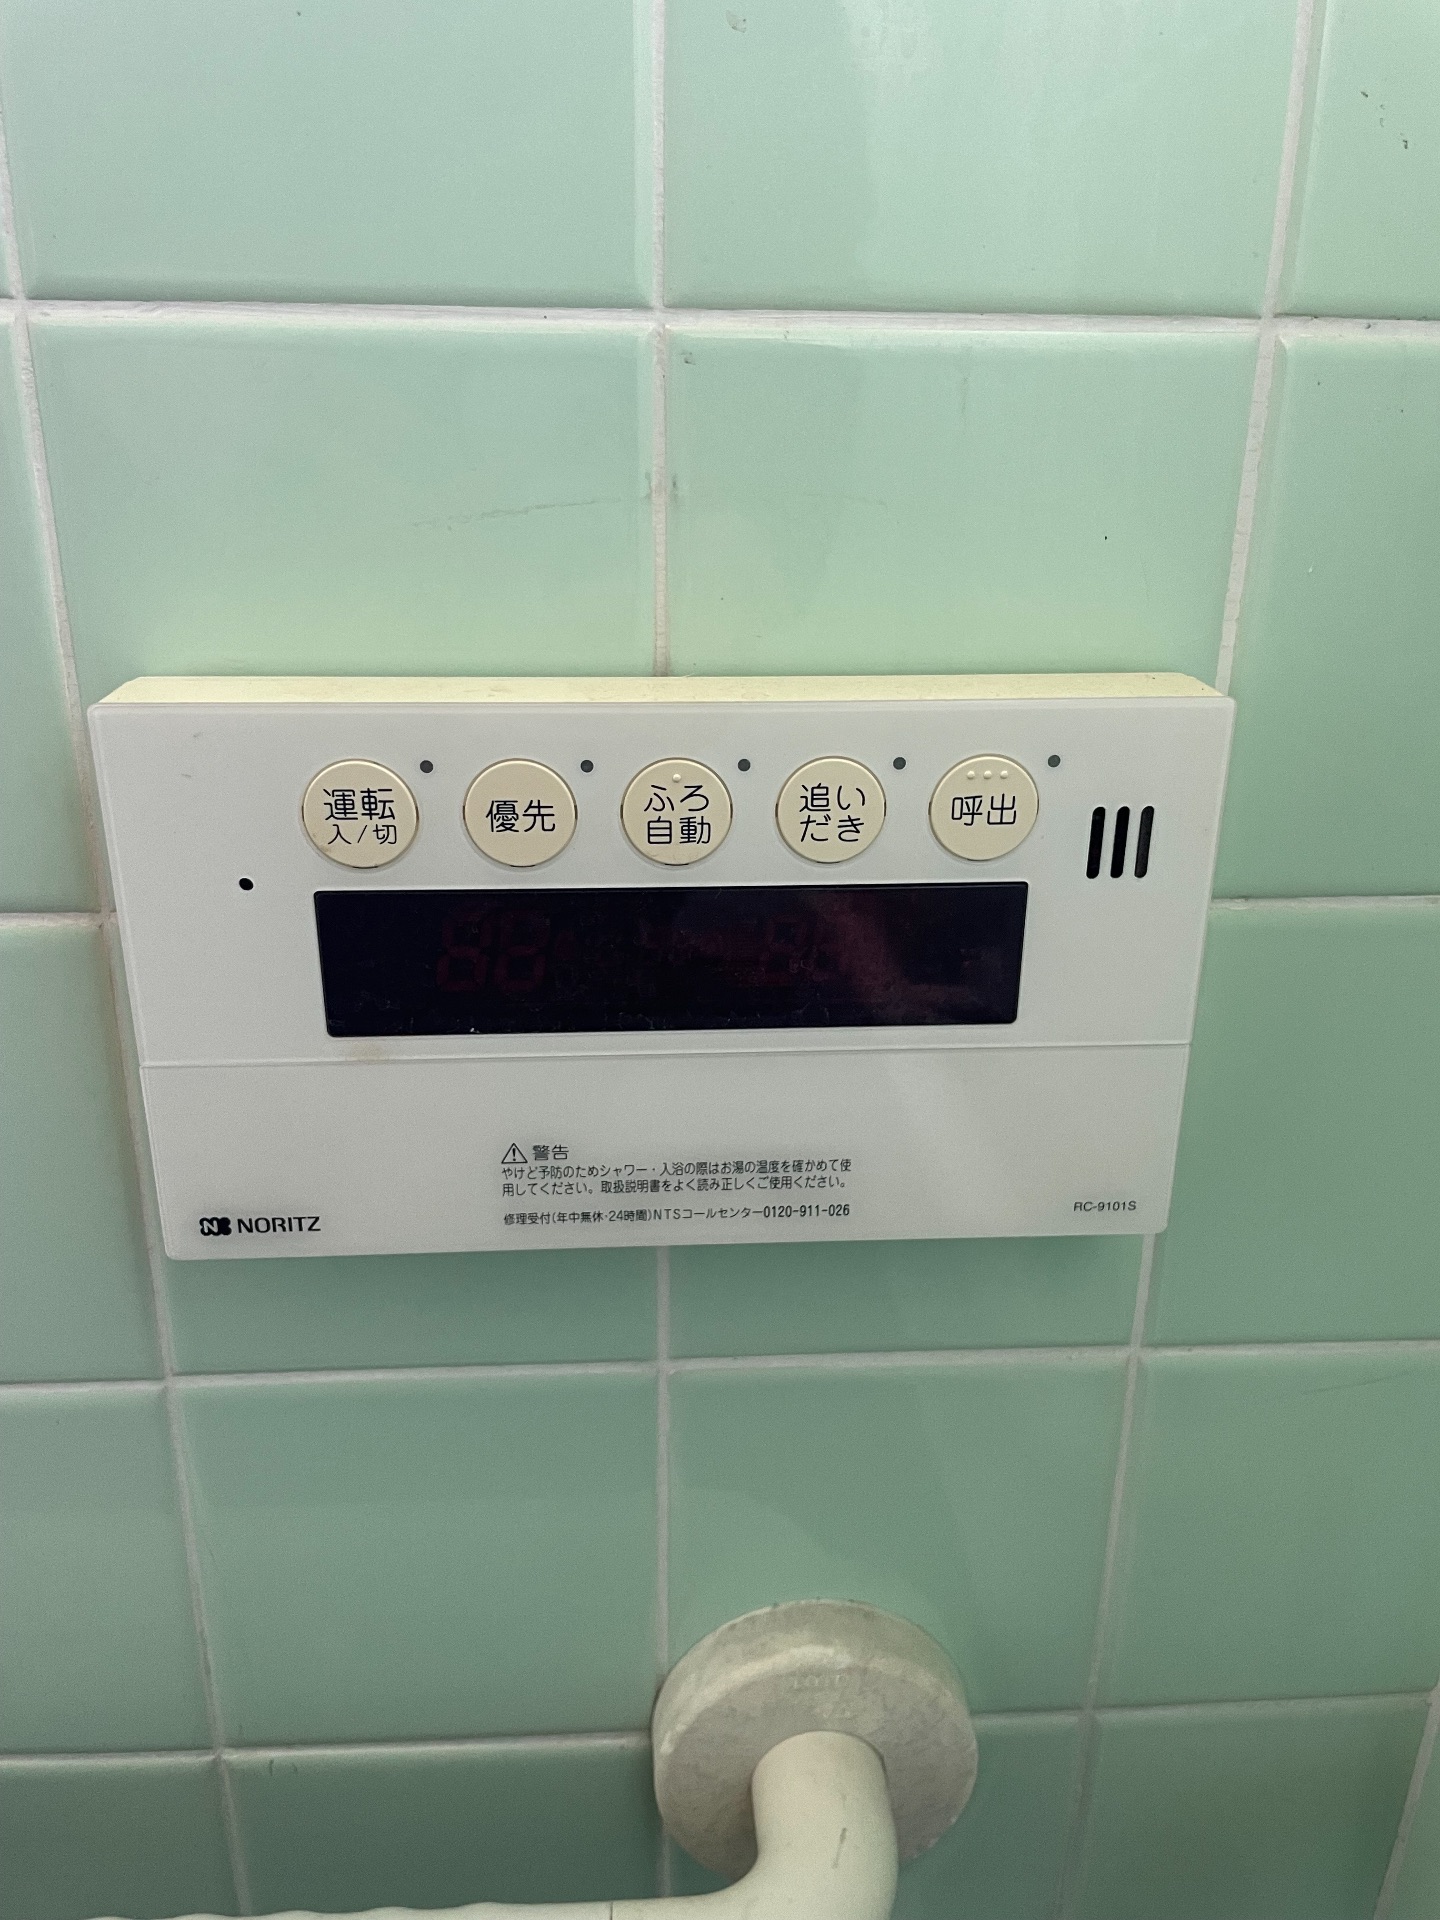 運転
入/切
優先
ふろ
自動
追い
だき
呼出
⚠ 警告
やけど予防のためシャワー・入浴の際はお湯の温度を確かめて使
用してください。取扱説明書をよく読み正しくご使用ください。
修理受付(年中無休・24時間)NTSコールセンター0120-911-026
NORITZ
RC-9101S